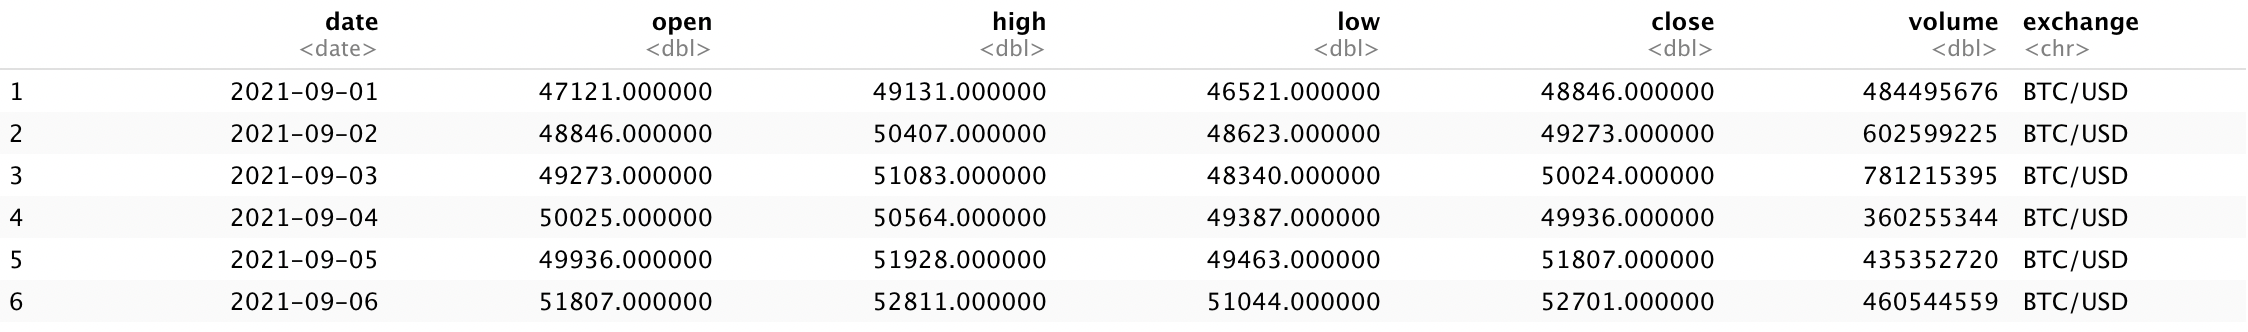 date open high low close volume exchange
<date> <dbl> <dbl> <dbl> <dbl> <dbl> <chr>
1 2021-09-01 47121.000000 49131.000000 46521.000000 48846.000000 484495676 BTC/USD
2 2021-09-02 48846.000000 50407.000000 48623.000000 49273.000000 602599225 BTC/USD
3 2021-09-03 49273.000000 51083.000000 48340.000000 50024.000000 781215395 BTC/USD
4 2021-09-04 50025.000000 50564.000000 49387.000000 49936.000000 360255344 BTC/USD
5 2021-09-05 49936.000000 51928.000000 49463.000000 51807.000000 435352720 BTC/USD
6 2021-09-06 51807.000000 52811.000000 51044.000000 52701.000000 460544559 BTC/USD